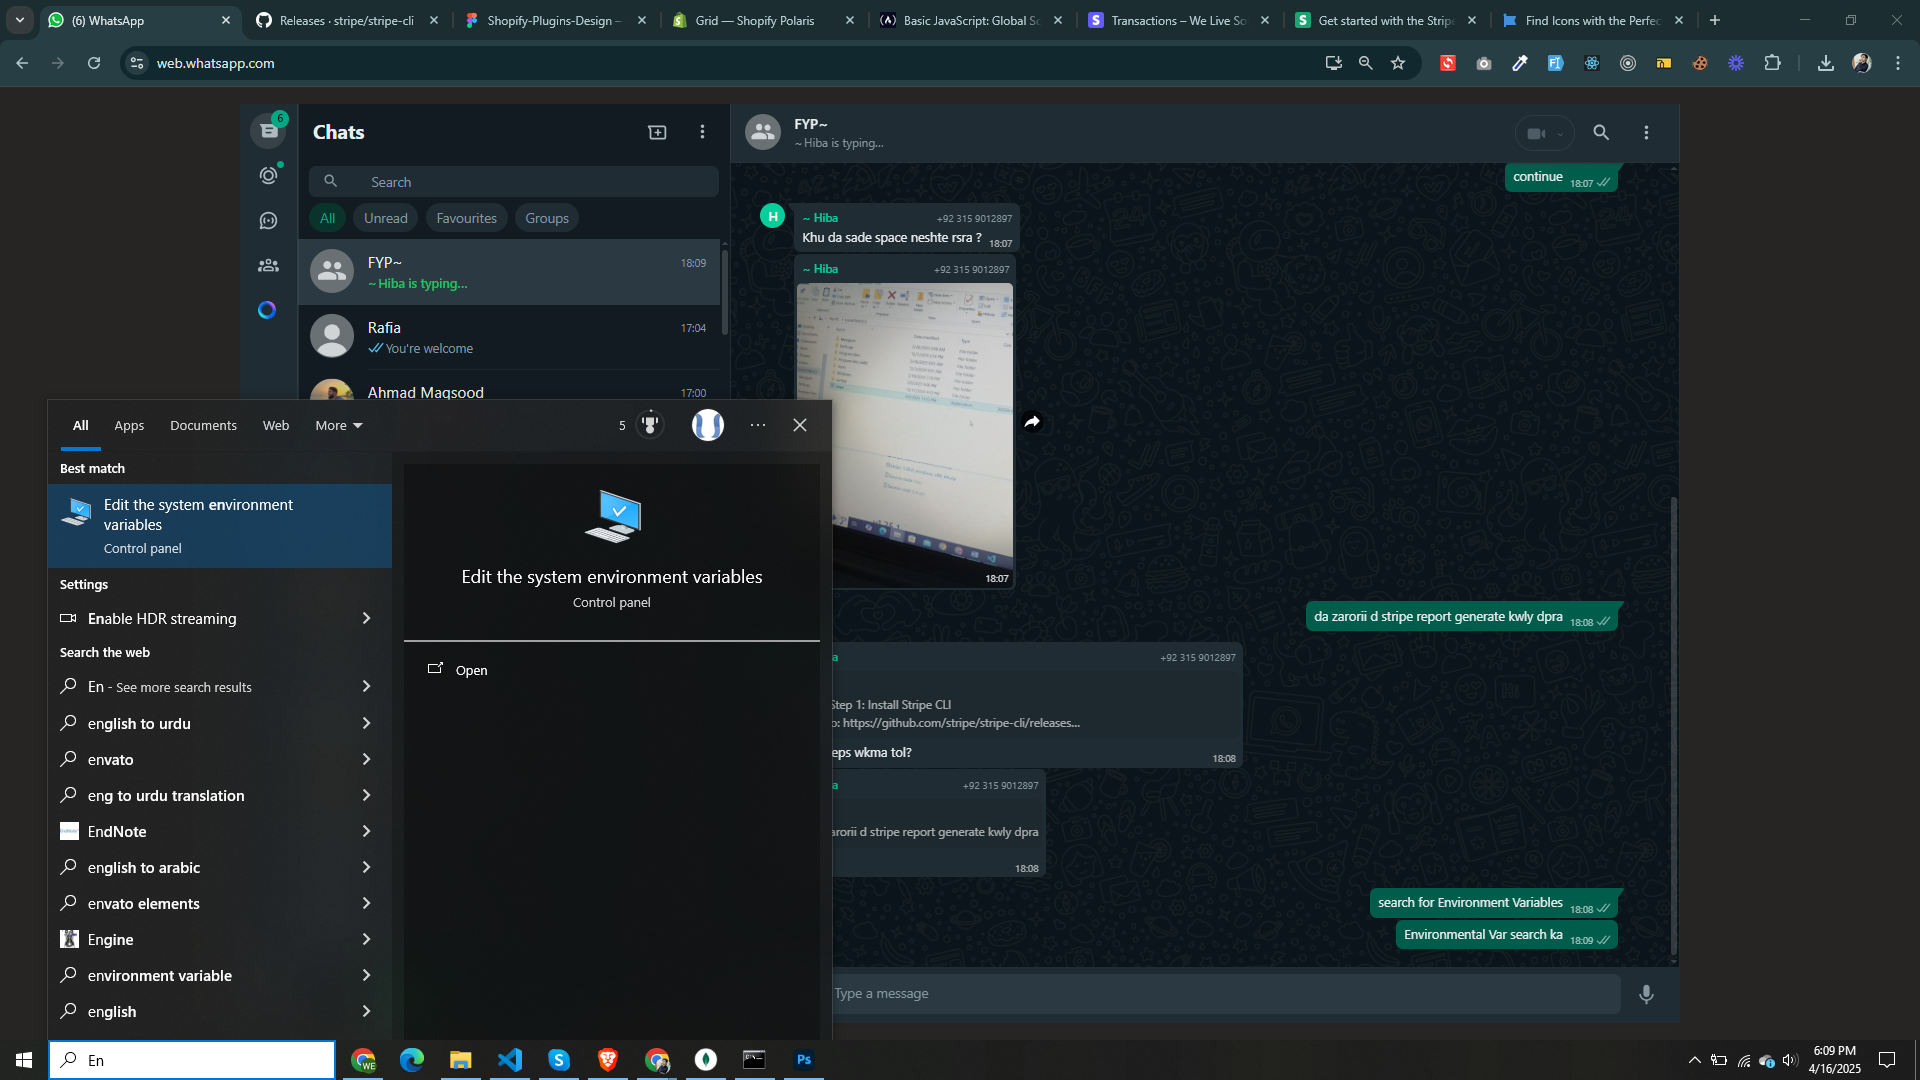 (6) WhatsApp
Releases · stripe/stripe-cli
Shopify-Plugins-Design –
Grid — Shopify Polaris
Basic JavaScript: Global Sc
Transactions – We Live So
Get started with the Stripe
Find Icons with the Perfec
web.whatsapp.com
6
Chats
Search
All
Unread
Favourites
Groups
FYP~
18:09
~ Hiba is typing...
Rafia
17:04
You're welcome
Ahmad Maqsood
17:00
FYP~
~ Hiba is typing...
continue
18:07
H
~ Hiba
+92 315 9012897
Khu da sade space neshte rsra ?
18:07
~ Hiba
+92 315 9012897
18:07
da zarorii d stripe report generate kwly dpra
18:08
a
+92 315 9012897
Step 1: Install Stripe CLI
o: https://github.com/stripe/stripe-cli/releases...
eps wkma tol?
18:08
a
+92 315 9012897
arorii d stripe report generate kwly dpra
18:08
search for Environment Variables
18:08
Environmental Var search ka
18:09
Type a message
All
Apps
Documents
Web
More
5
Best match
Edit the system environment
variables
Control panel
Settings
Enable HDR streaming
Search the web
En - See more search results
english to urdu
envato
eng to urdu translation
EndNote
english to arabic
envato elements
Engine
environment variable
english
Edit the system environment variables
Control panel
Open
En
WE
S
Ps
6:09 PM
4/16/2025